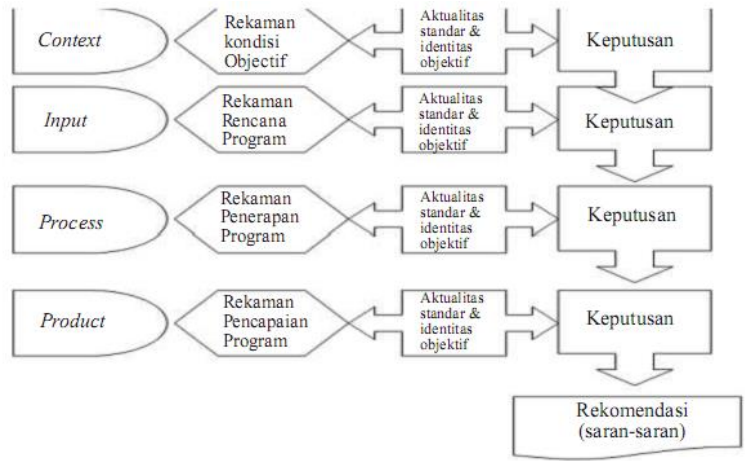 Context
Rekaman
kondisi
Objectif
Aktualitas
standar &
identitas
objektif
Keputusan
Input
Rekaman
Rencana
Program
Aktualitas
standar &
identitas
objektif
Keputusan
Process
Rekaman
Penerapan
Program
Aktualitas
standar &
identitas
objektif
Keputusan
Product
Rekaman
Pencapaian
Program
Aktualitas
standar &
identitas
objektif
Keputusan
Rekomendasi
(saran-saran)